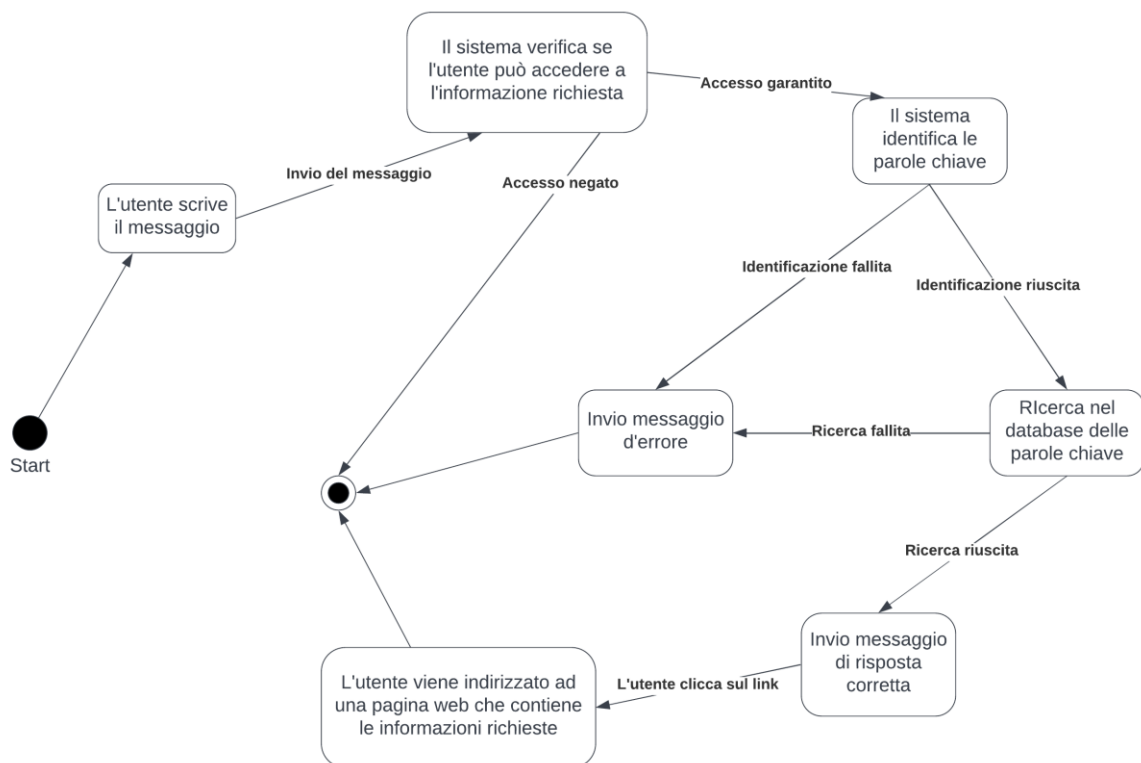 Il sistema verifica se
l'utente può accedere a
l'informazione richiesta
Accesso garantito
Il sistema
identifica le
parole chiave
Invio del messaggio
Accesso negato
L'utente scrive
il messaggio
Identificazione fallita
Identificazione riuscita
Start
Invio messaggio
d'errore
Ricerca fallita
RIcerca nel
database delle
parole chiave
Ricerca riuscita
Invio messaggio
di risposta
corretta
L'utente clicca sul link
L'utente viene indirizzato ad
una pagina web che contiene
le informazioni richieste